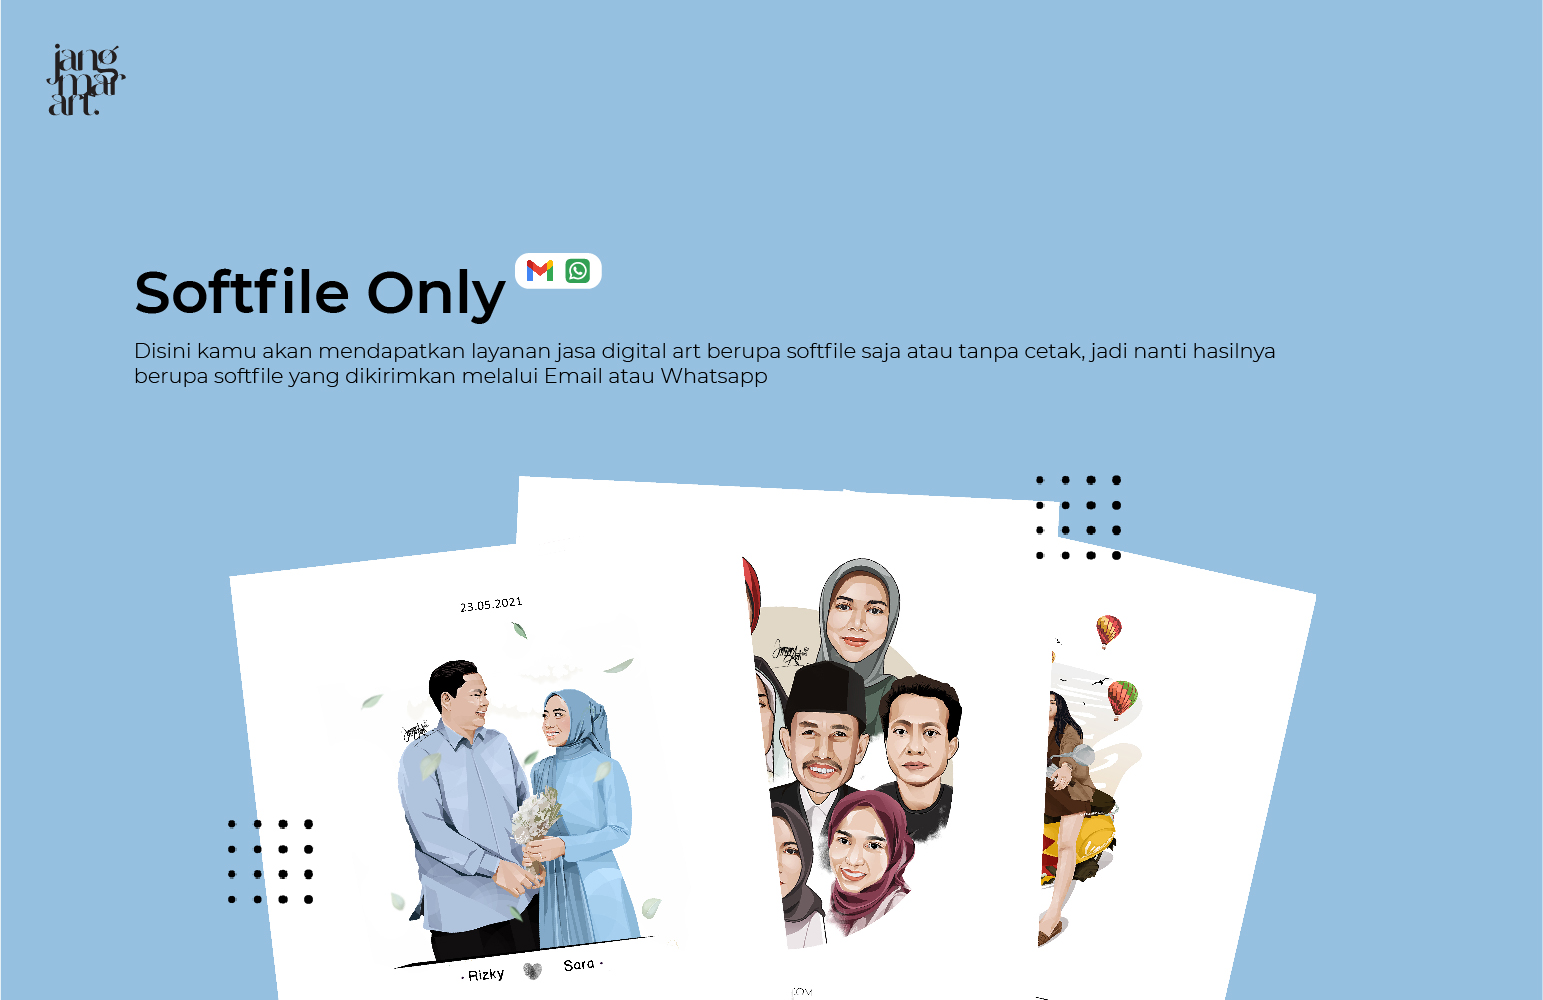 jang
mar
art.
Softfile Only
Disini kamu akan mendapatkan layanan jasa digital art berupa softfile saja atau tanpa cetak, jadi nanti hasilnya
berupa softfile yang dikirimkan melalui Email atau Whatsapp
23.05.2021
· Rizky
Sara ·